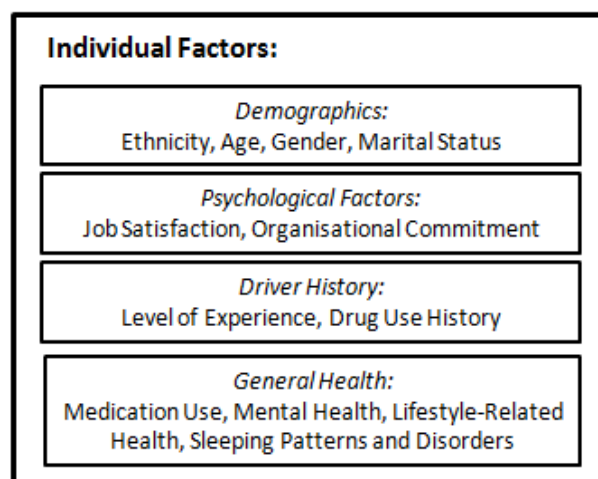 Individual Factors:
Demographics:
Ethnicity, Age, Gender, Marital Status
Psychological Factors:
Job Satisfaction, Organisational Commitment
Driver History:
Level of Experience, Drug Use History
General Health:
Medication Use, Mental Health, Lifestyle-Related
Health, Sleeping Patterns and Disorders